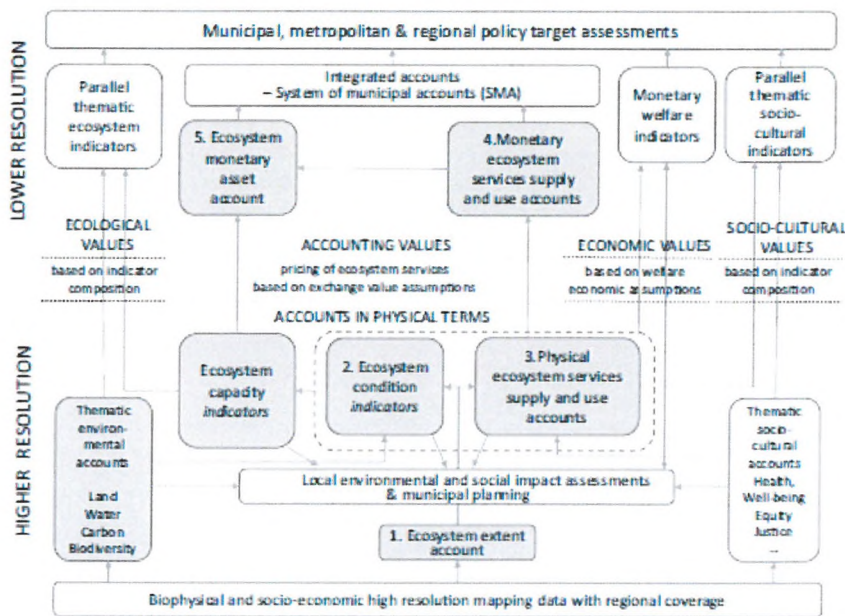 Municipal, metropolitan & regional policy target assessments
LOWER RESOLUTION
Parallel
thematic
ecosystem
indicators
Integrated accounts
– System of municipal accounts (SMA)
Monetary
welfare
indicators
Parallel
thematic
socio-
cultural
indicators
5. Ecosystem
monetary
asset
account
4.Monetary
ecosystem
services supply
and use accounts
ECOLOGICAL
VALUES
based on indicator
composition
ACCOUNTING VALUES
pricing of ecosystem services
based on exchange value assumptions
ECONOMIC VALUES
based on welfare
economic assumptions
SOCIO-CULTURAL
VALUES
based on indicator
composition
ACCOUNTS IN PHYSICAL TERMS
HIGHER RESOLUTION
Ecosystem
capacity
indicators
2. Ecosystem
condition
indicators
3.Physical
ecosystem services
supply and use
accounts
Thematic
environ-
mental
accounts
Land
Water
Carbon
Biodiversity
Thematic
socio-
cultural
accounts
Health,
Well-being
Equity
Justice
...
Local environmental and social impact assessments
& municipal planning
1. Ecosystem extent
account
Biophysical and socio-economic high resolution mapping data with regional coverage